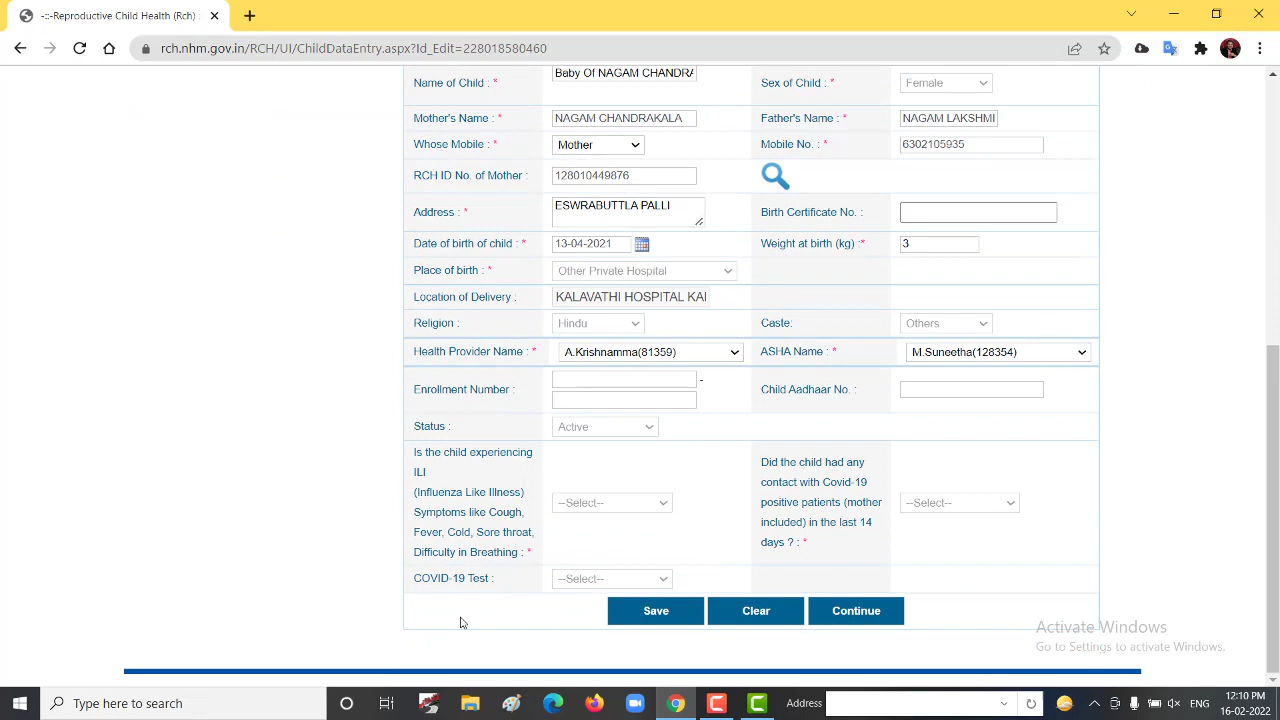 -::-Reproductive Child Health (Rch) :
rch.nhm.gov.in/RCH/UI/ChildDataEntry.aspx?Id_Edit=228018580460
Name of Child : * Baby Of NAGAM CHANDRA Sex of Child : * Female
Mother's Name : * NAGAM CHANDRAKALA Father's Name : * NAGAM LAKSHMI
Whose Mobile : * Mother Mobile No. : * 6302105935
RCH ID No. of Mother : 128010449876
Address : * ESWRABUTTLA PALLI Birth Certificate No. :
Date of birth of child : * 13-04-2021 Weight at birth (kg) :* 3
Place of birth : * Other Private Hospital
Location of Delivery : KALAVATHI HOSPITAL KAI
Religion : Hindu Caste: Others
Health Provider Name : * A.Krishnamma(81359) ASHA Name : * M.Suneetha(128354)
Enrollment Number : - Child Aadhaar No. :
Status : Active
Is the child experiencing
ILI
(Influenza Like Illness)
Symptoms like Cough,
Fever, Cold, Sore throat,
Difficulty in Breathing : *
--Select--
Did the child had any
contact with Covid-19
positive patients (mother
included) in the last 14
days ? : *
--Select--
COVID-19 Test : --Select--
Save Clear Continue
Activate Windows
Go to Settings to activate Windows.
Type here to search Address ENG 12:10 PM
16-02-2022